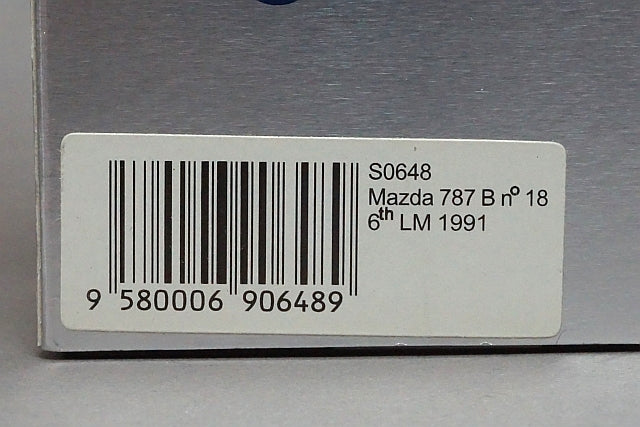 S0648
Mazda 787 B nº 18
6th LM 1991
9 580006 906489